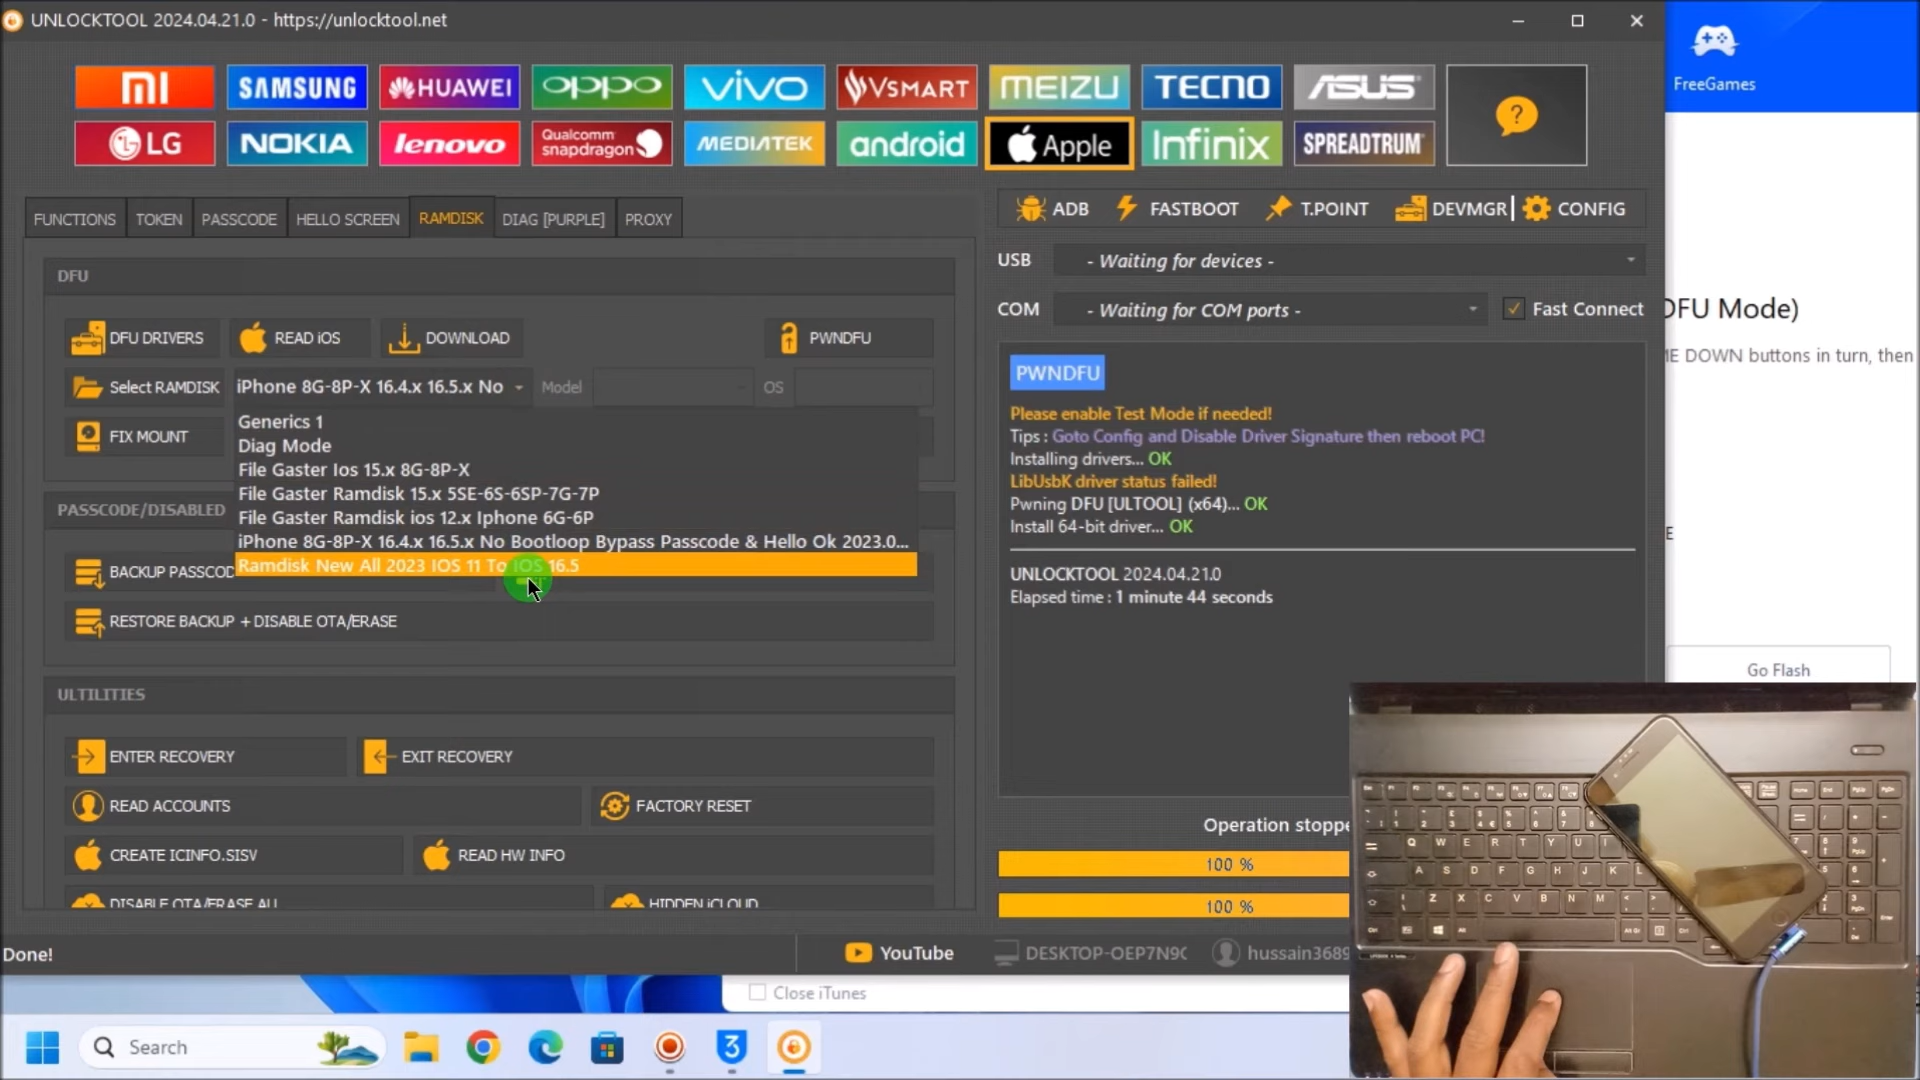 UNLOCKTOOL 2024.04.21.0 - https://unlocktool.net
FreeGames
MI SAMSUNG HUAWEI OPPO VIVO VSMART MEIZU TECNO ASUS ?
LG NOKIA lenovo Qualcomm snapdragon MEDIATEK android Apple Infinix SPREADTRUM
FUNCTIONS TOKEN PASSCODE HELLO SCREEN RAMDISK DIAG [PURPLE] PROXY
ADB FASTBOOT T.POINT DEVMGR CONFIG
USB - Waiting for devices -
COM - Waiting for COM ports - Fast Connect
DFU
DFU DRIVERS READ iOS DOWNLOAD PWNDFU
Select RAMDISK iPhone 8G-8P-X 16.4.x 16.5.x No Model OS
FIX MOUNT
Generics 1
Diag Mode
File Gaster Ios 15.x 8G-8P-X
File Gaster Ramdisk 15.x 5SE-6S-6SP-7G-7P
File Gaster Ramdisk ios 12.x Iphone 6G-6P
iPhone 8G-8P-X 16.4.x 16.5.x No Bootloop Bypass Passcode & Hello Ok 2023.0...
Ramdisk New All 2023 IOS 11 To IOS 16.5
PASSCODE/DISABLED
BACKUP PASSCOD
RESTORE BACKUP + DISABLE OTA/ERASE
ULTILITIES
ENTER RECOVERY EXIT RECOVERY
READ ACCOUNTS FACTORY RESET
CREATE ICINFO.SISV READ HW INFO
DISABLE OTA/ERASE ALL HIDDEN iCLOUD
PWNDFU
Please enable Test Mode if needed!
Tips : Goto Config and Disable Driver Signature then reboot PC!
Installing drivers... OK
LibUsbK driver status failed!
Pwning DFU [ULTOOL] (x64)... OK
Install 64-bit driver... OK
UNLOCKTOOL 2024.04.21.0
Elapsed time : 1 minute 44 seconds
Operation stoppe
100 %
100 %
DFU Mode)
ME DOWN buttons in turn, then
E
Go Flash
Done!
YouTube DESKTOP-OEP7N9C hussain3689
Close iTunes
Search
3